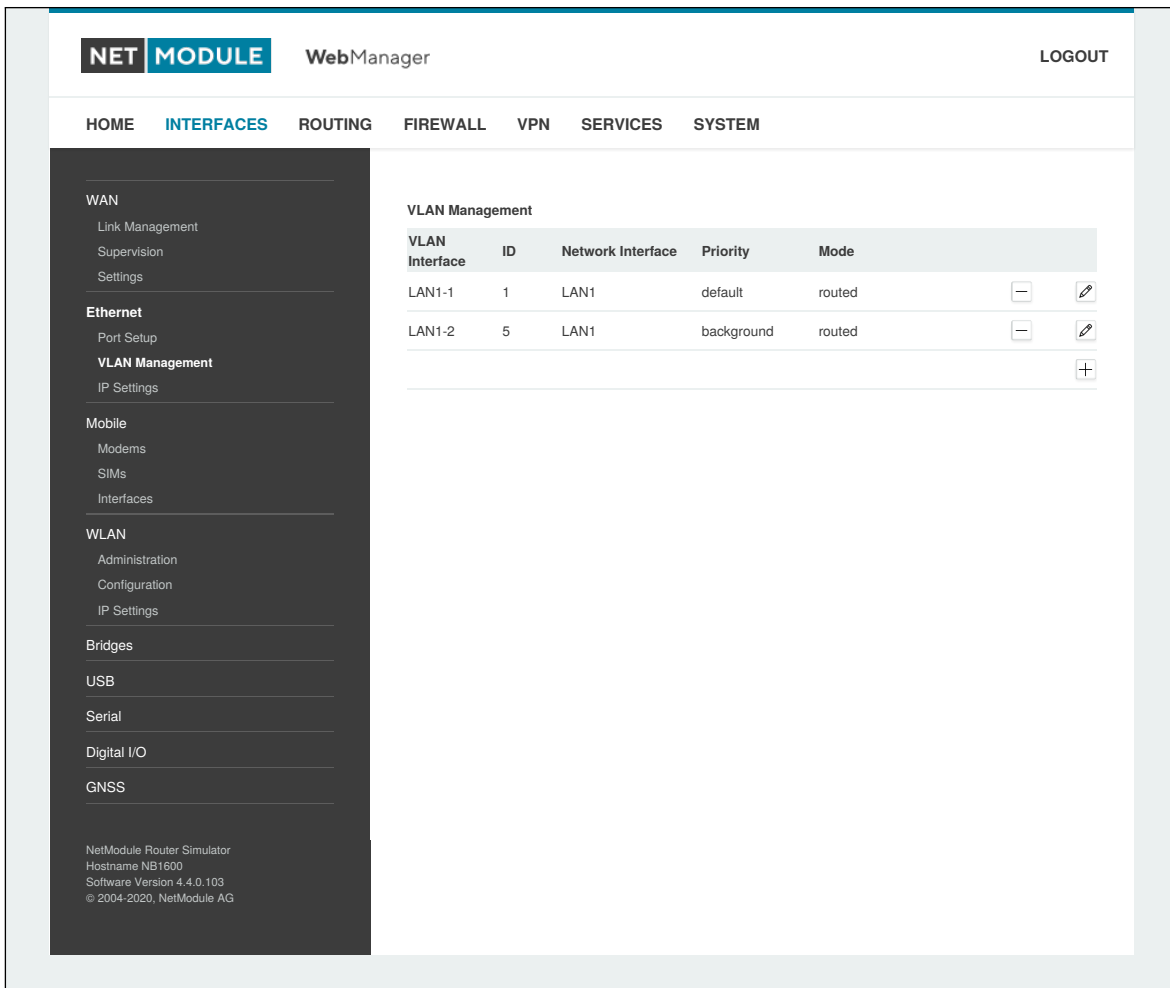 NET MODULE WebManager LOGOUT
HOME INTERFACES ROUTING FIREWALL VPN SERVICES SYSTEM
WAN
Link Management
Supervision
Settings
Ethernet
Port Setup
VLAN Management
IP Settings
Mobile
Modems
SIMs
Interfaces
WLAN
Administration
Configuration
IP Settings
Bridges
USB
Serial
Digital I/O
GNSS
NetModule Router Simulator
Hostname NB1600
Software Version 4.4.0.103
© 2004-2020, NetModule AG
VLAN Management
VLAN Interface ID Network Interface Priority Mode
LAN1-1 1 LAN1 default routed
LAN1-2 5 LAN1 background routed